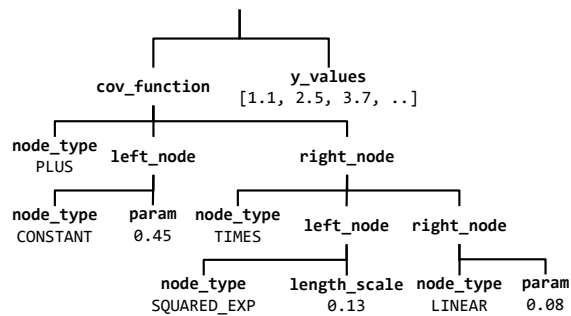 cov_function
y_values
[1.1, 2.5, 3.7, ..]
node_type
PLUS
left_node
right_node
node_type
CONSTANT
param
0.45
node_type
TIMES
left_node
right_node
node_type
SQUARED_EXP
length_scale
0.13
node_type
LINEAR
param
0.08